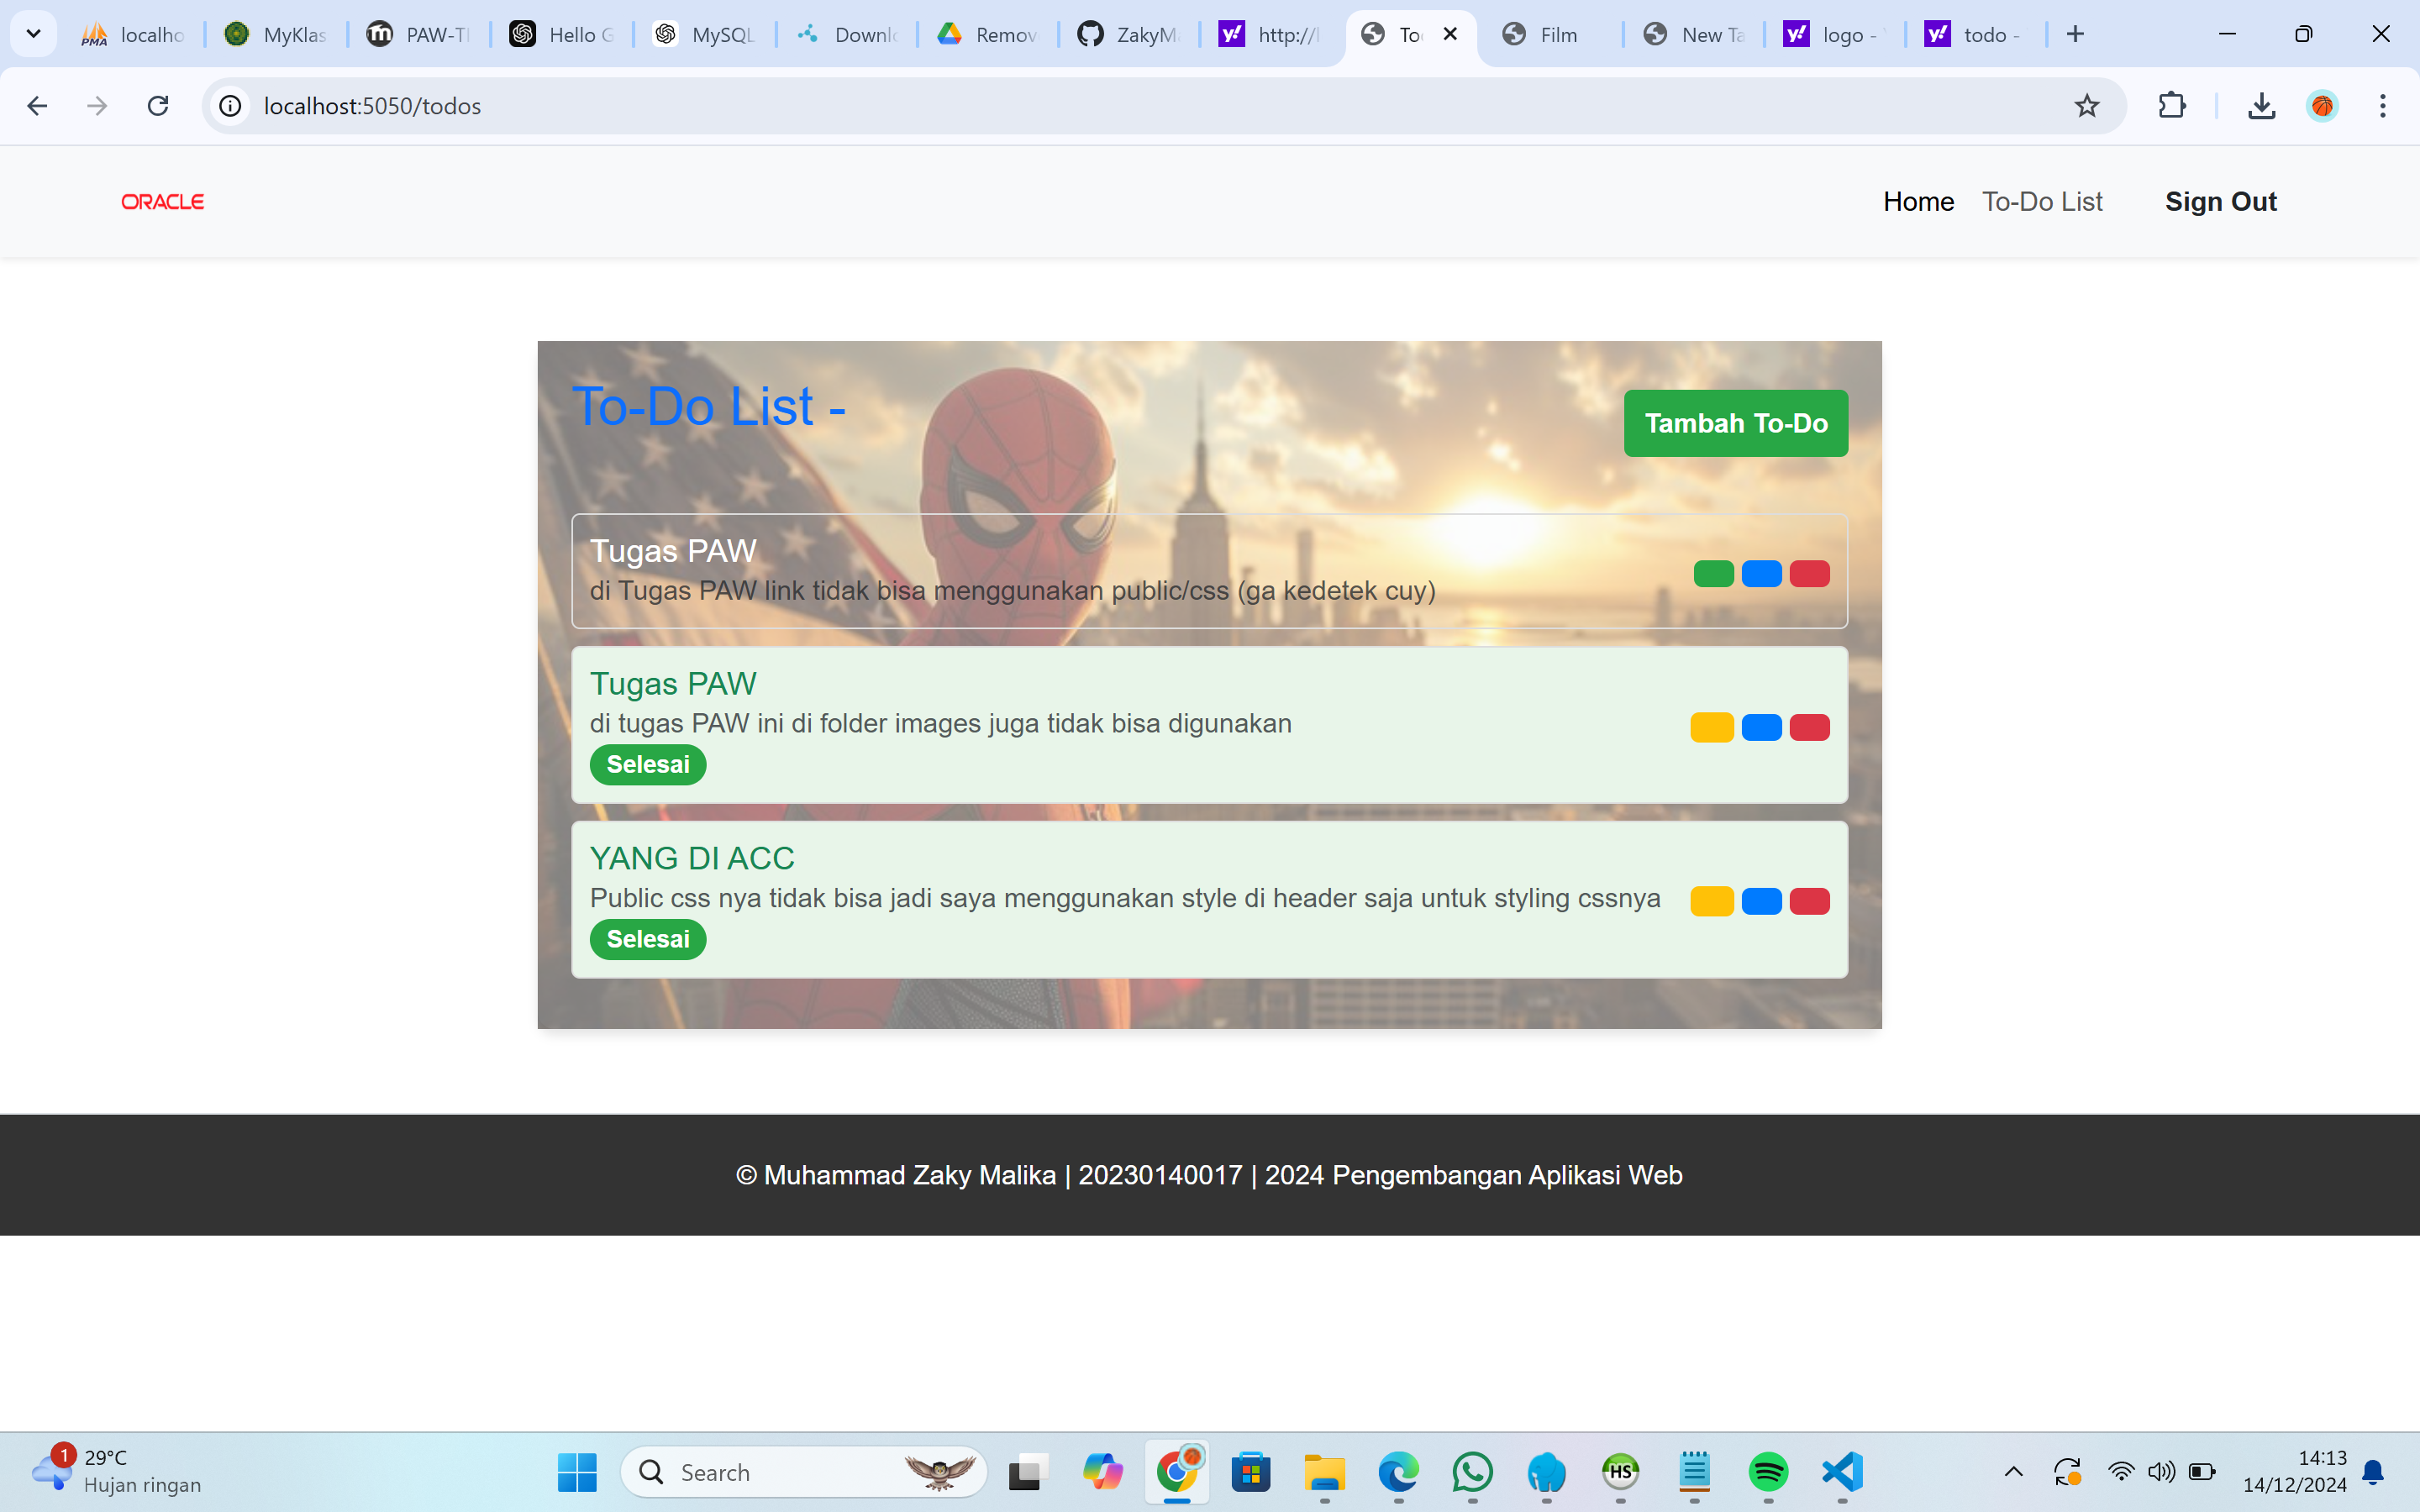 localho
MyKlas
PAW-TI
Hello G
MySQL
Downlo
Remov
ZakyMa
http://l
To
Film
New Ta
logo -
todo -
localhost:5050/todos
ORACLE
Home
To-Do List
Sign Out
To-Do List -
Tambah To-Do
Tugas PAW
di Tugas PAW link tidak bisa menggunakan public/css (ga kedetek cuy)
Tugas PAW
di tugas PAW ini di folder images juga tidak bisa digunakan
Selesai
YANG DI ACC
Public css nya tidak bisa jadi saya menggunakan style di header saja untuk styling cssnya
Selesai
© Muhammad Zaky Malika | 20230140017 | 2024 Pengembangan Aplikasi Web
1
29°C
Hujan ringan
Search
HS
14:13
14/12/2024